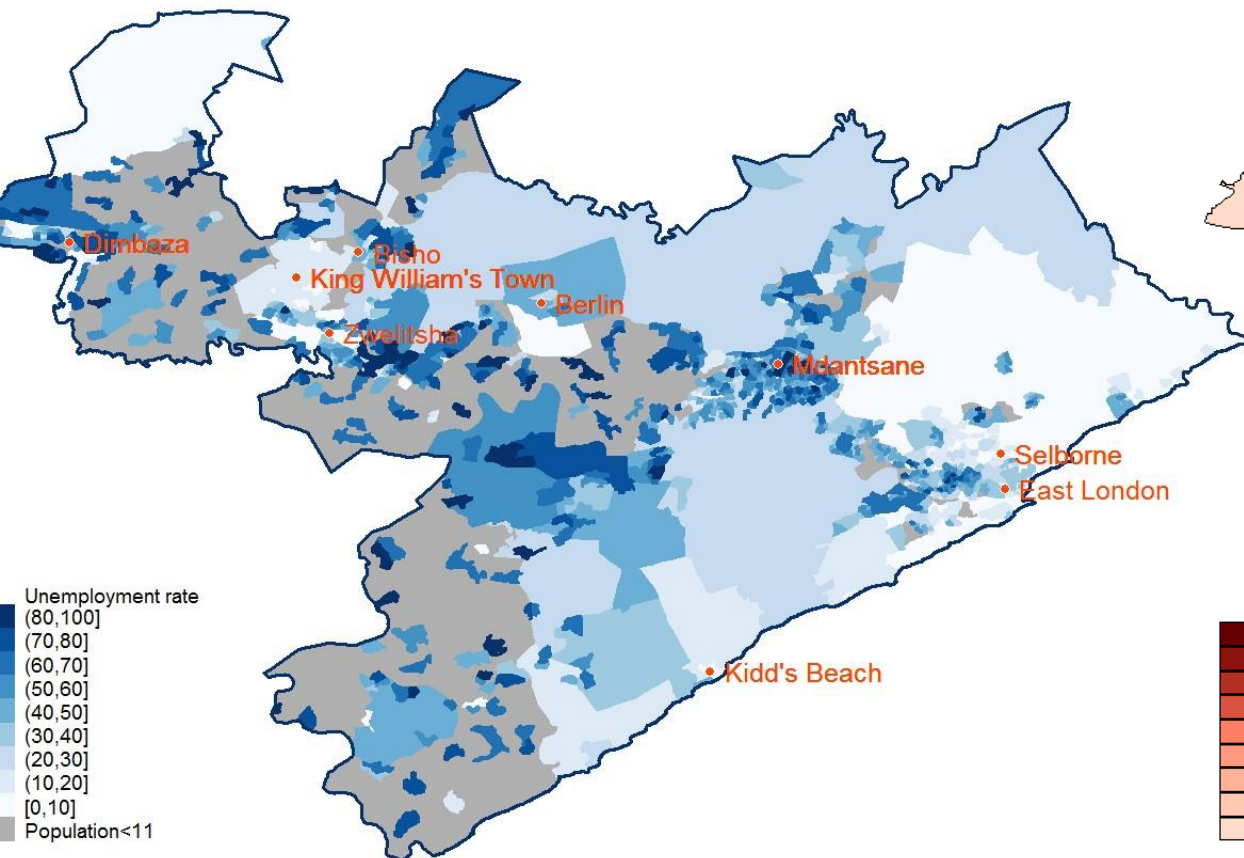 Dimbaza
Bisho
King William's Town
Berlin
Zwelitsha
Mdantsane
Selborne
East London
Kidd's Beach
Unemployment rate
(80,100]
(70,80]
(60,70]
(50,60]
(40,50]
(30,40]
(20,30]
(10,20]
[0,10]
Population<11